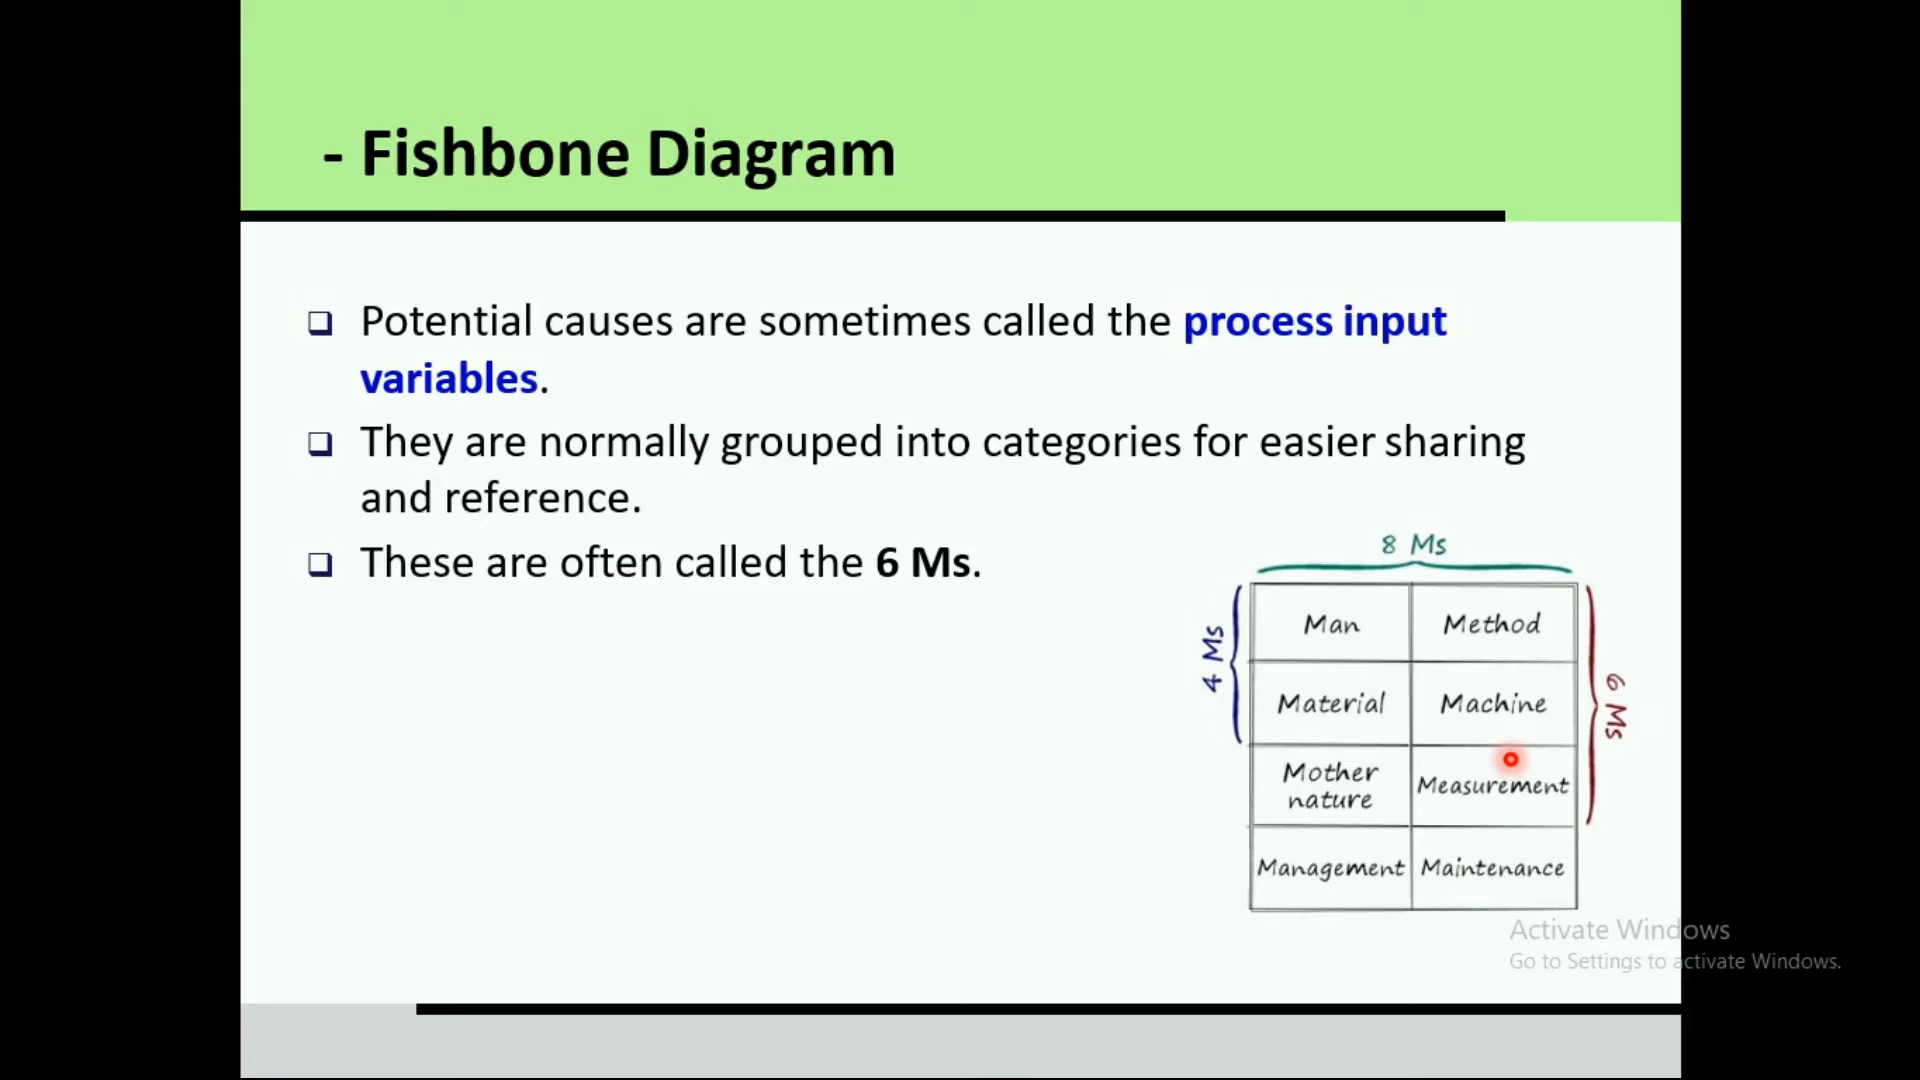 - Fishbone Diagram
Potential causes are sometimes called the process input
variables.
They are normally grouped into categories for easier sharing
and reference.
These are often called the 6 Ms.
8 Ms
4 Ms
Man Method
Material Machine
6 Ms
Mother
nature
Measurement
Management Maintenance
Activate Windows
Go to Settings to activate Windows.